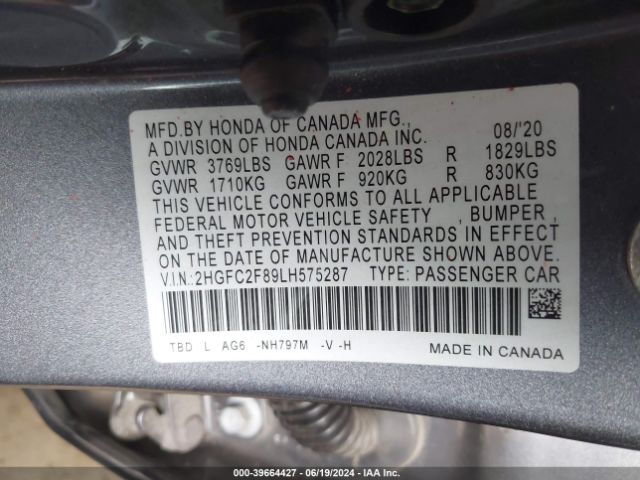 MFD.BY HONDA OF CANADA MFG., 08/'20
A DIVISION OF HONDA CANADA INC.
GVWR 3769LBS GAWR F 2028LBS R 1829LBS
GVWR 1710KG GAWR F 920KG R 830KG
THIS VEHICLE CONFORMS TO ALL APPLICABLE
FEDERAL MOTOR VEHICLE SAFETY , BUMPER ,
AND THEFT PREVENTION STANDARDS IN EFFECT
ON THE DATE OF MANUFACTURE SHOWN ABOVE.
V.I.N.:2HGFC2F89LH575287 TYPE: PASSENGER CAR
TBD L AG6 -NH797M -V -H MADE IN CANADA
000-39664427 - 06/19/2024 - IAA Inc.